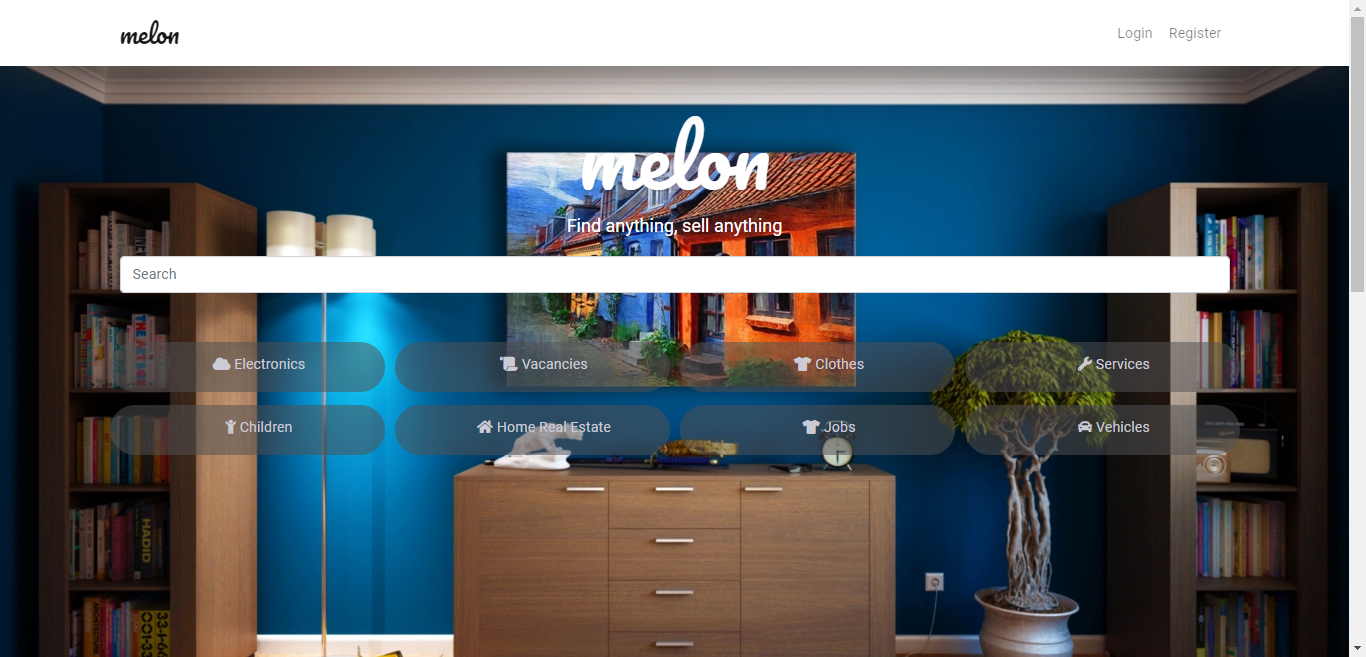 melon
Login Register
melon
Find anything, sell anything
Search
Electronics Vacancies Clothes Services
Children Home Real Estate Jobs Vehicles
HADID